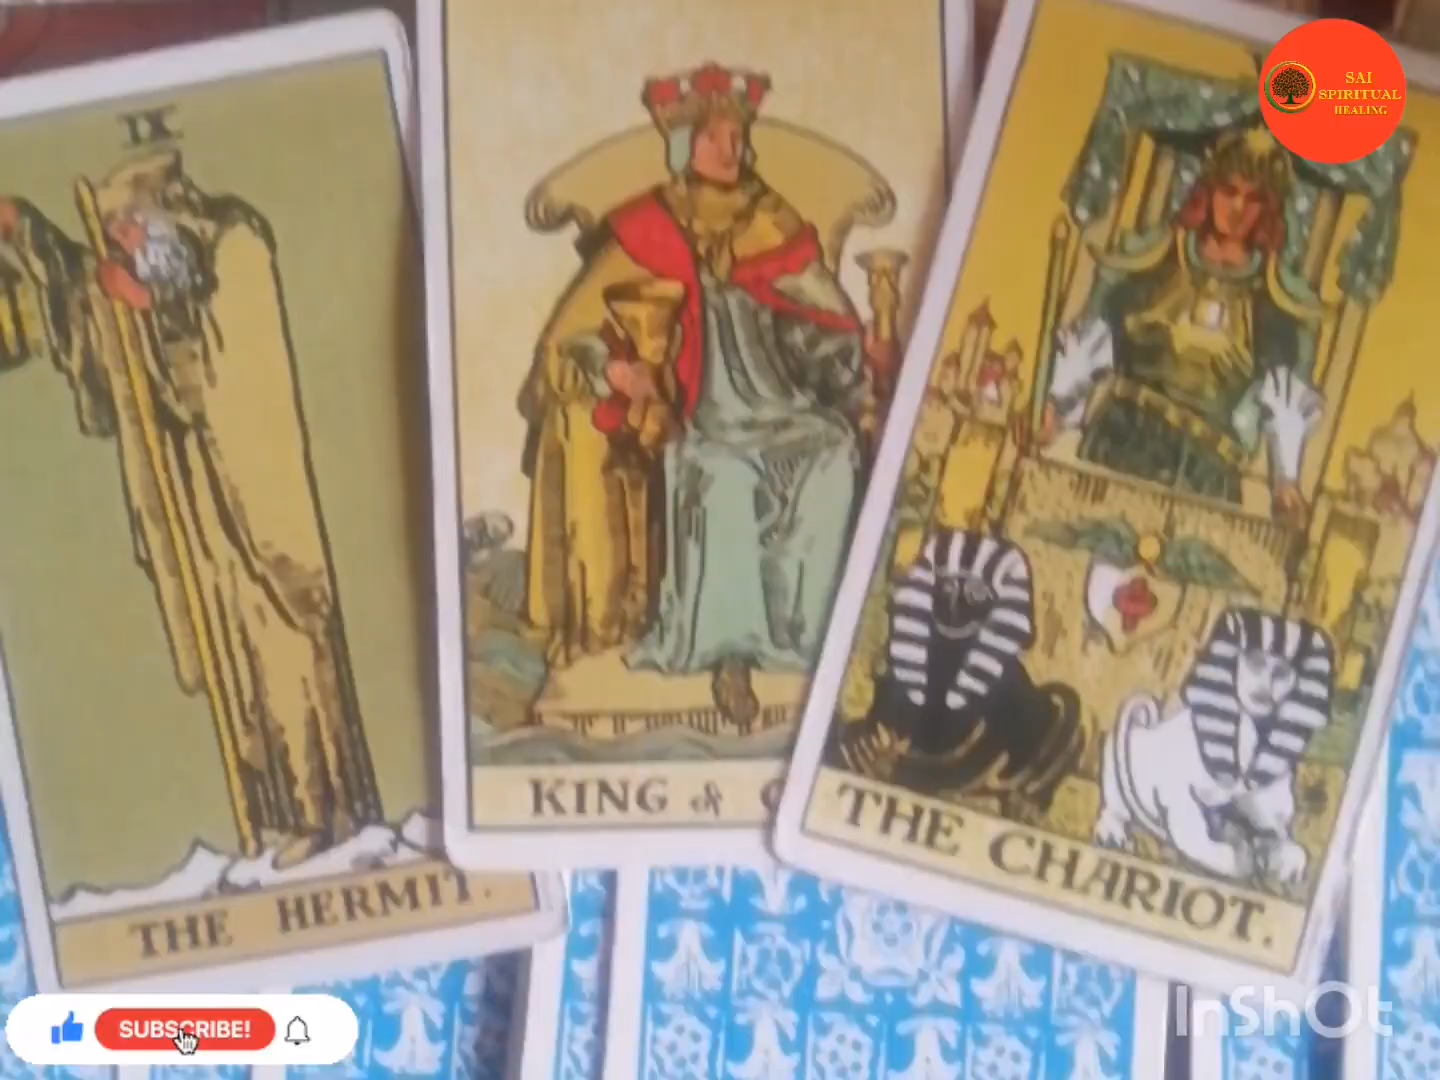 IX
THE HERMIT.
KING of
THE CHARIOT.
SAI
SPIRITUAL
HEALING
SUBSCRIBE!
InShOt